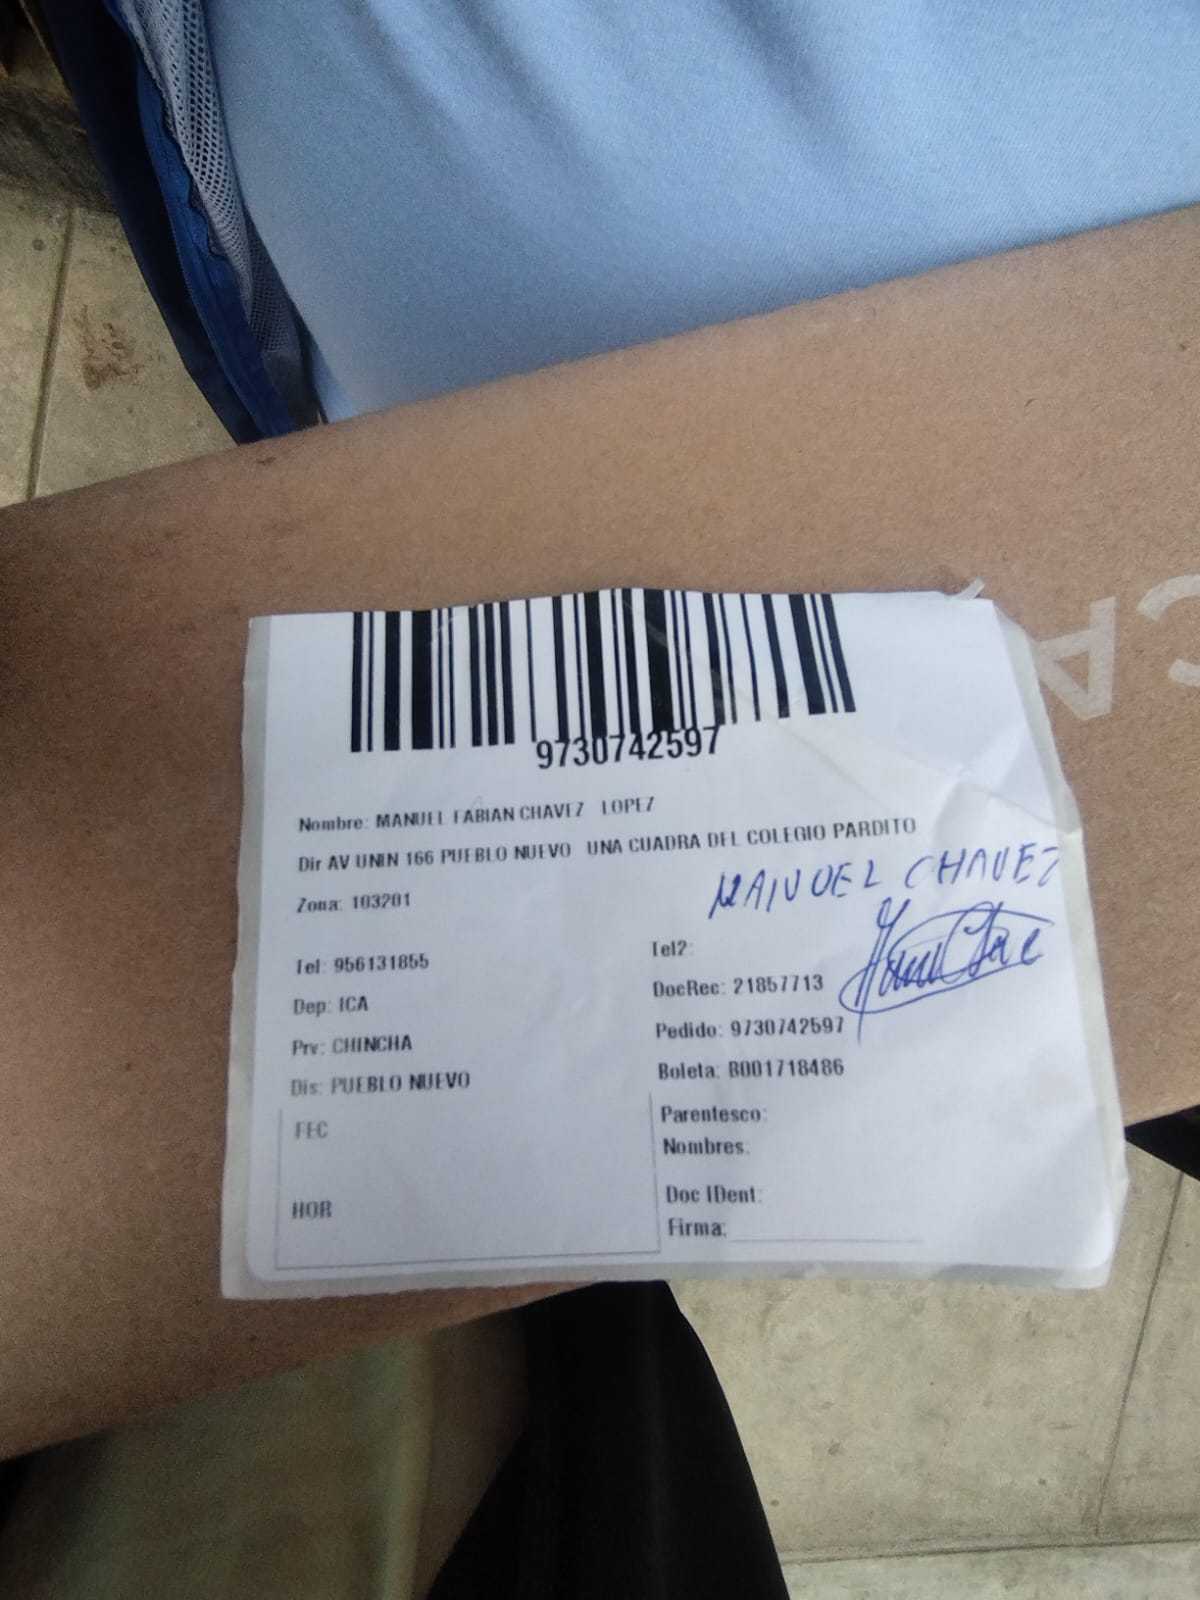 CA
9730742597
Nombre: MANUEL FABIAN CHAVEZ LOPEZ
Dir AV UNIN 166 PUEBLO NUEVO UNA CUADRA DEL COLEGIO PARDITO
MANUEL CHAVEZ
Zona: 103201
Tel: 956131855
Tel2:
Dep: ICA
DocRec: 21857713
Prv: CHINCHA
Pedido: 9730742597
Dis: PUEBLO NUEVO
Boleta: B001718486
FEC
Parentesco:
Nombres:
HOR
Doc IDent:
Firma: